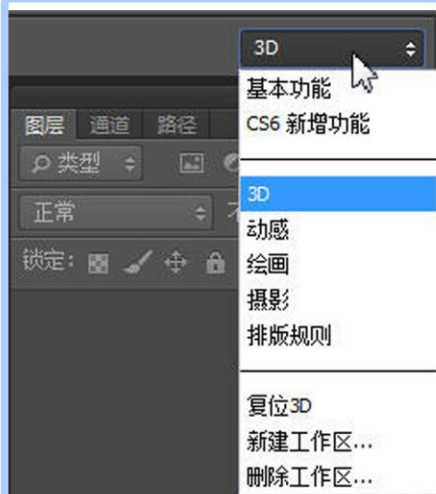 3D
基本功能
CS6 新增功能
图层 通道 路径
类型
3D
正常
动感
锁定:
绘画
摄影
排版规则
复位3D
新建工作区...
删除工作区...